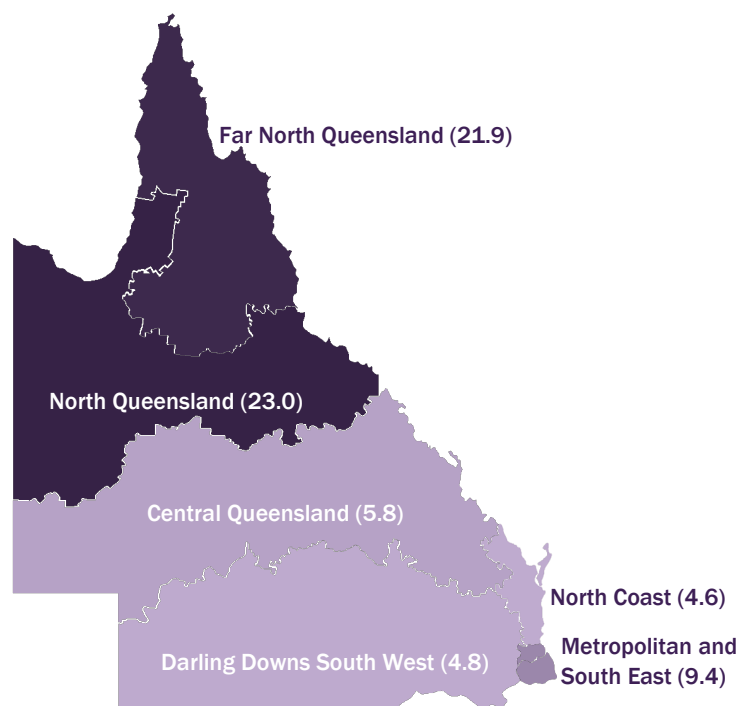 Far North Queensland (21.9)
North Queensland (23.0)
Central Queensland (5.8)
North Coast (4.6)
Metropolitan and
South East (9.4)
Darling Downs South West (4.8)